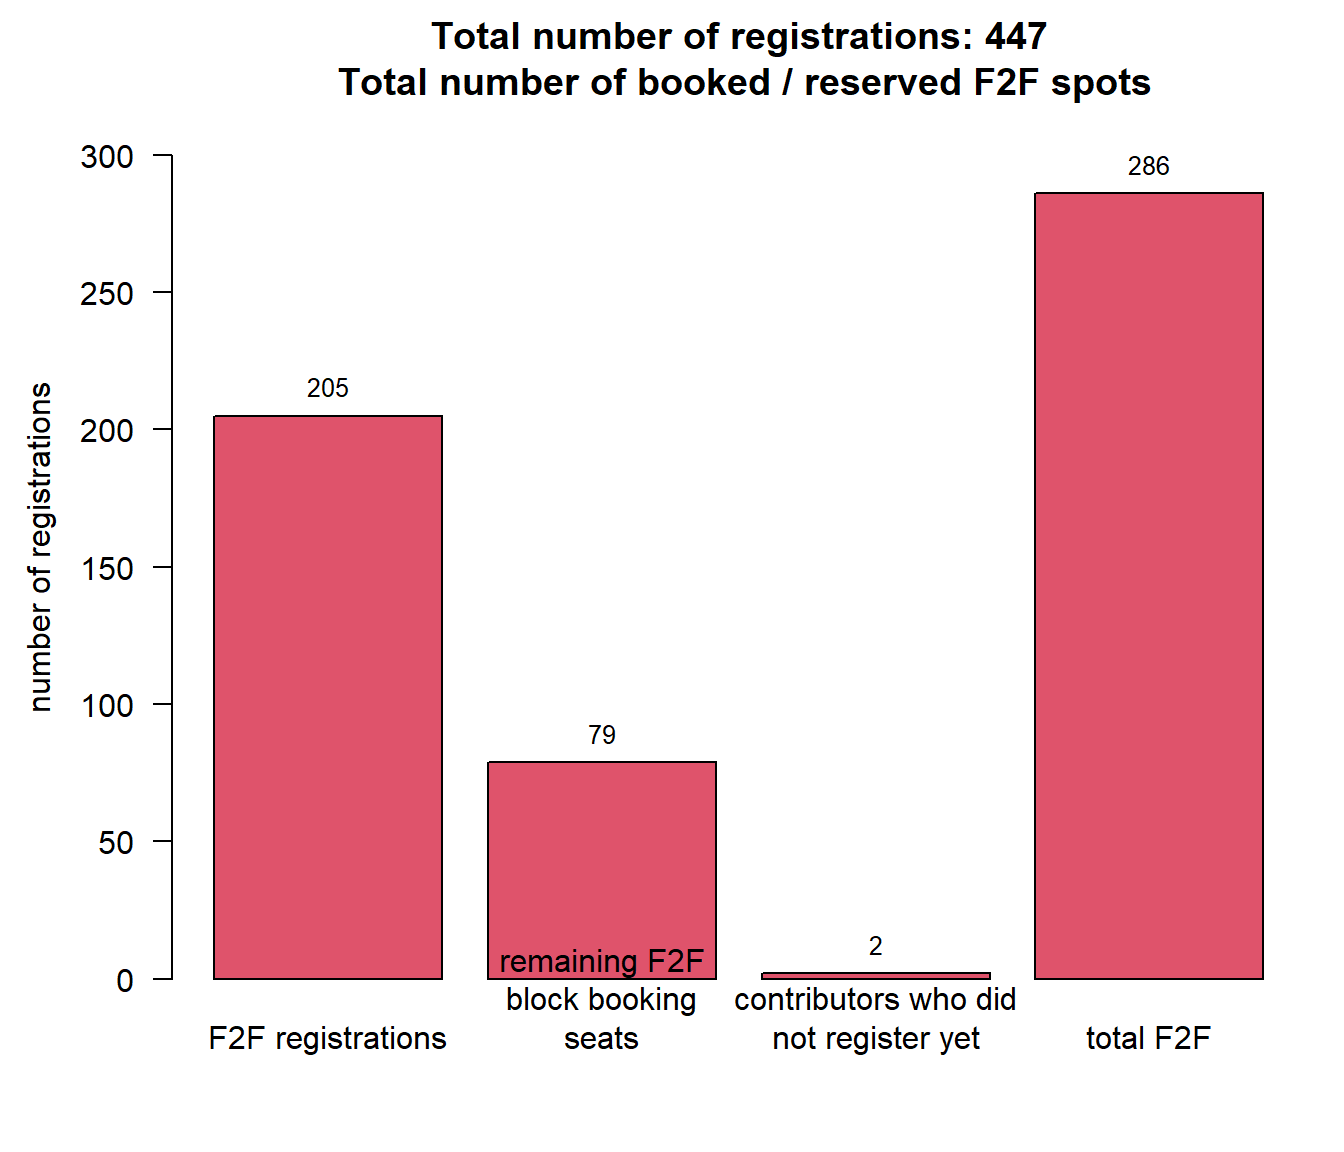 Total number of registrations: 447
Total number of booked / reserved F2F spots
number of registrations
300
250
200
150
100
50
0
205
79
2
286
F2F registrations
remaining F2F
block booking
seats
contributors who did
not register yet
total F2F